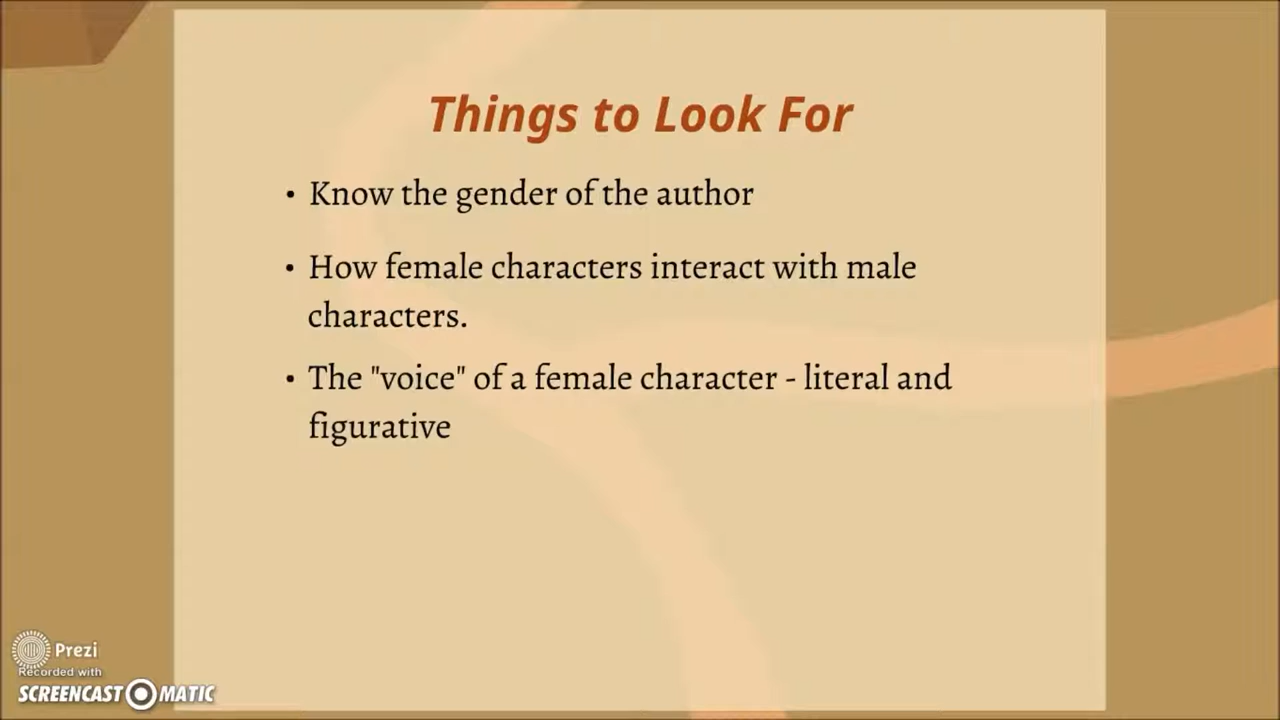 Things to Look For
• Know the gender of the author
• How female characters interact with male
characters.
• The "voice" of a female character - literal and
figurative
Prezi
Recorded with
SCREENCAST MATIC